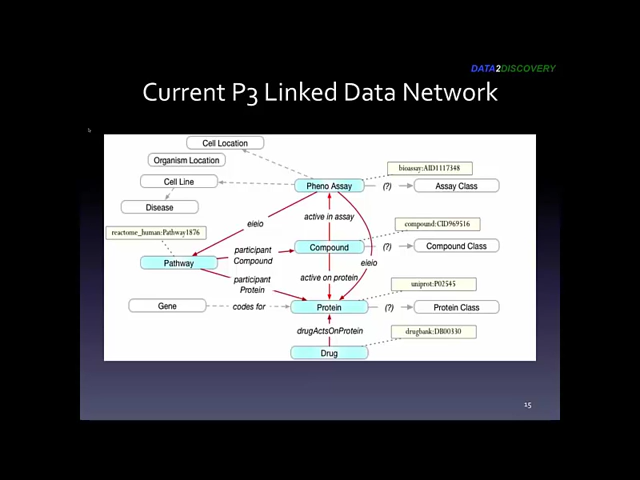 DATA2DISCOVERY
Current P3 Linked Data Network
Cell Location
Organism Location
Cell Line
Disease
reactome_human:Pathway1876
Pathway
Gene
codes for
eieio
participant
Compound
participant
Protein
Pheno Assay
active in assay
Compound
active on protein
eieio
Protein
drugActsOnProtein
Drug
bioassay:AID1117348
(?)
Assay Class
compound:CID969516
(?)
Compound Class
uniprot:P02545
(?)
Protein Class
drugbank:DB00330
15